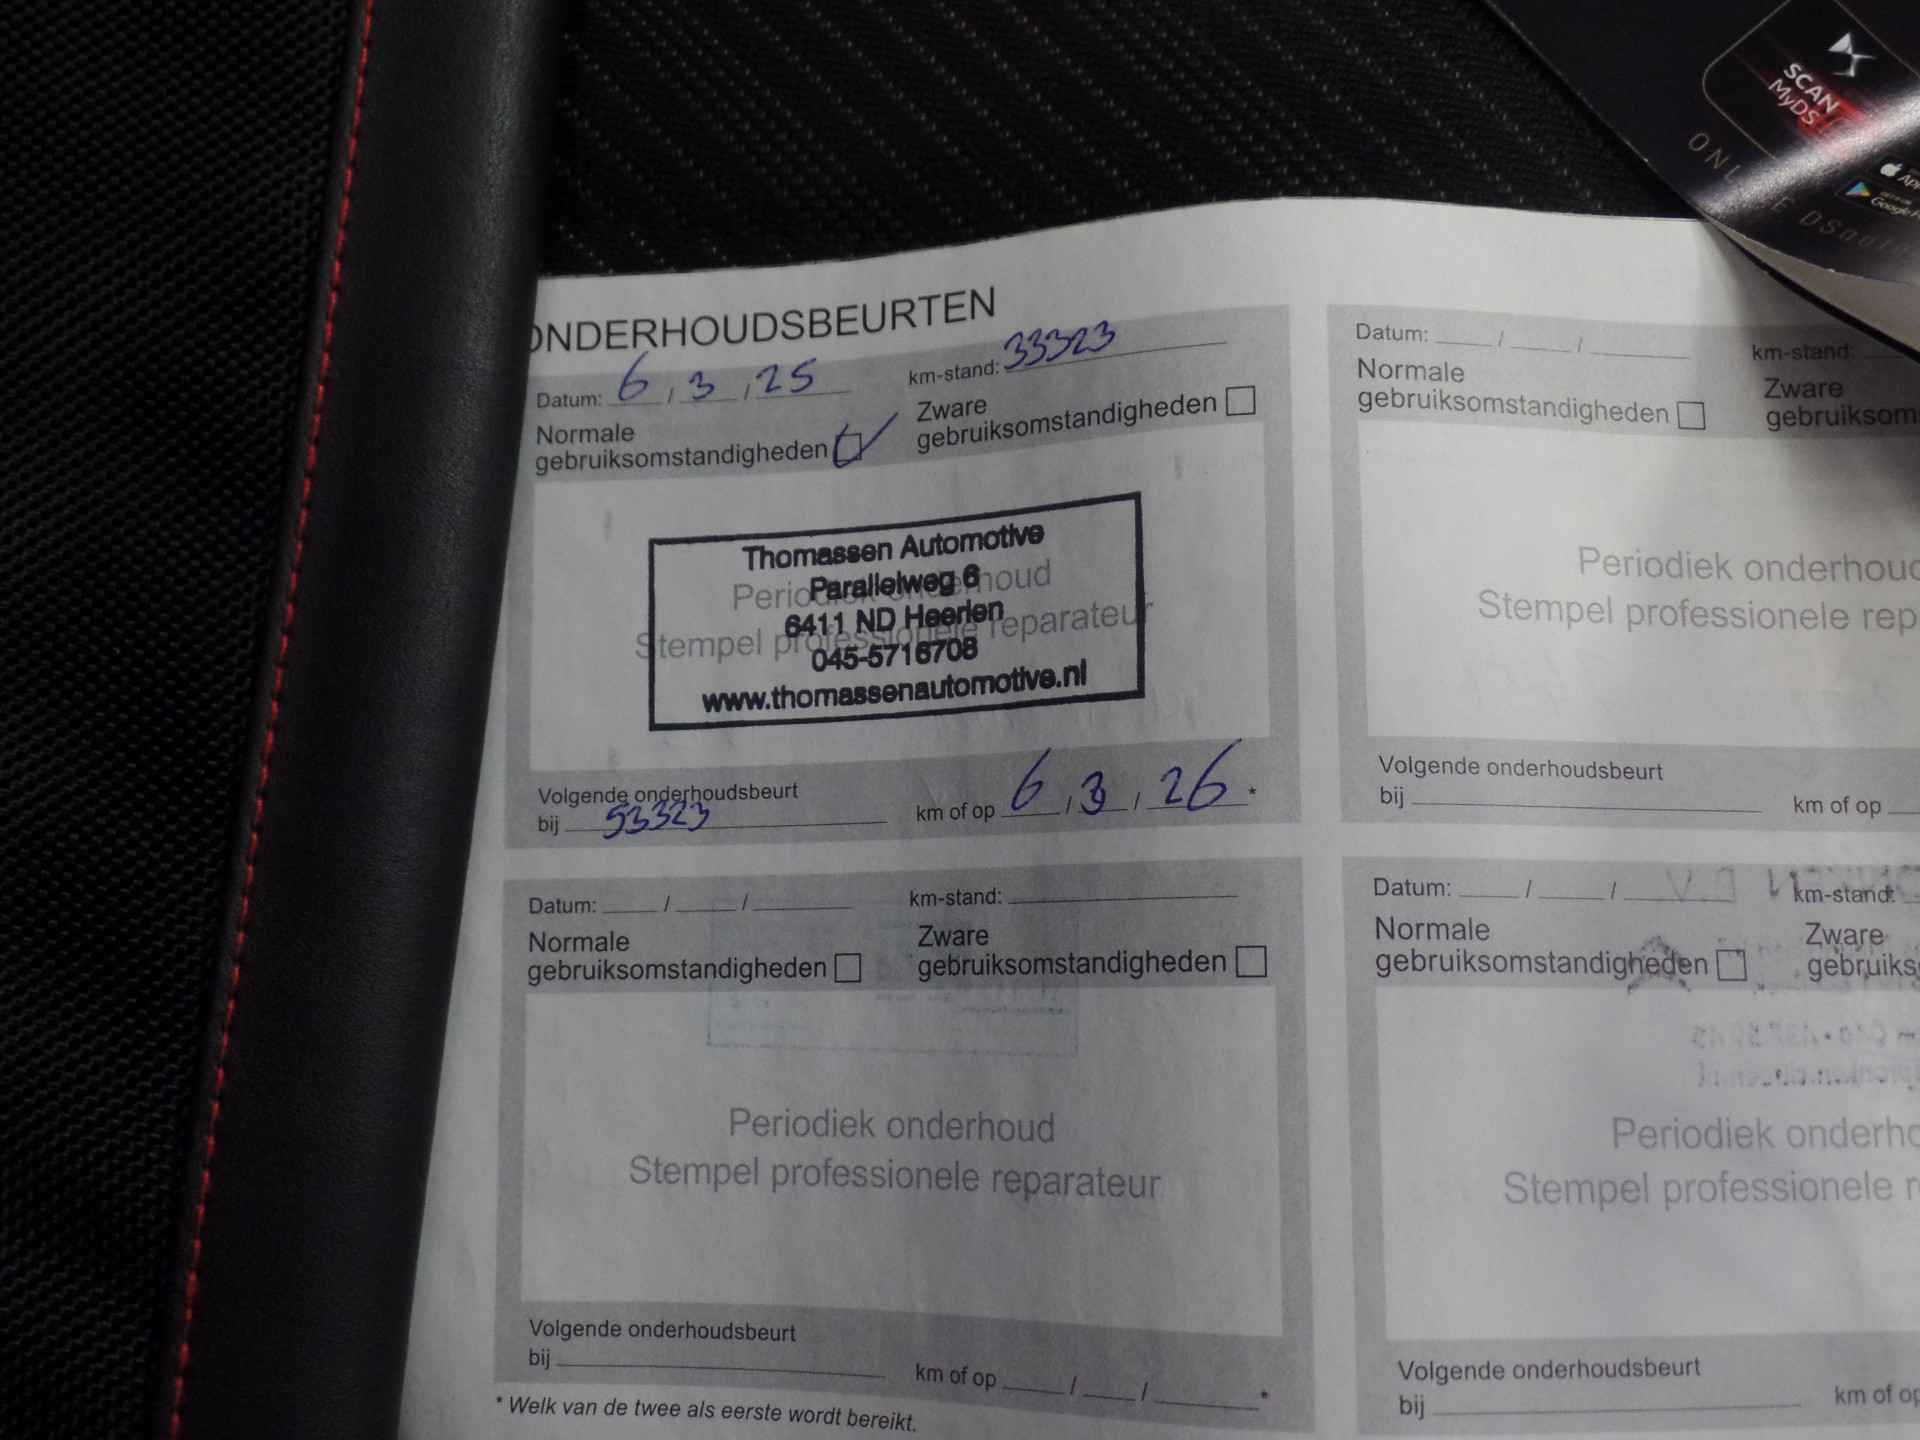 SCAN
MyDS
ONDERHOUDSBEURTEN
Datum: 6 / 3 / 25 km-stand: 33323
Normale
gebruiksomstandigheden
Zware
gebruiksomstandigheden
Thomassen Automotive
Parallelweg 6
6411 ND Heerlen
045-5716708
www.thomassenautomotive.nl
Periodiek onderhoud
Stempel professionele reparateur
Volgende onderhoudsbeurt
bij 53323 km of op 6 / 3 / 26 *
Datum: / / km-stand:
Normale
gebruiksomstandigheden
Zware
Periodiek
Stempel professionele
Volgende onderhoudsbeurt
bij km of op
Datum: / / km-stand:
Normale
gebruiksomstandigheden
Zware
gebruiksomstandigheden
Periodiek onderhoud
Stempel professionele reparateur
Volgende onderhoudsbeurt
bij km of op / / *
* Welk van de twee als eerste wordt bereikt.
Datum: / / km-stand:
Normale
gebruiksomstandigheden
Zware
Periodiek
Stempel professionele
Volgende onderhoudsbeurt
bij km of op